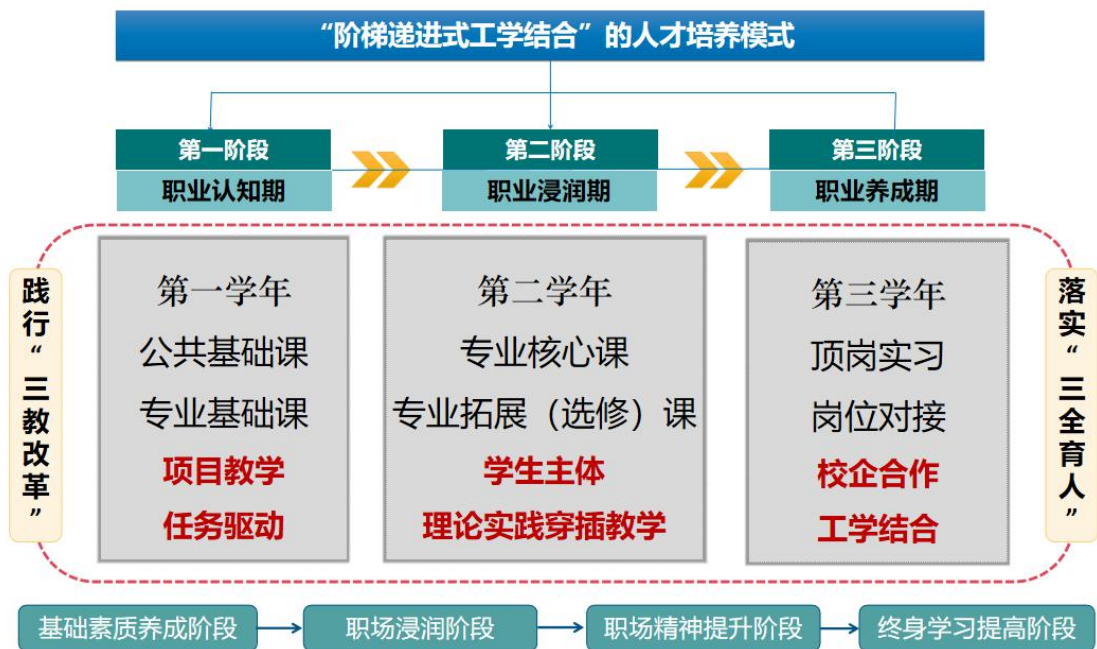 “阶梯递进式工学结合”的人才培养模式
第一阶段
职业认知期
第二阶段
职业浸润期
第三阶段
职业养成期
践行“三教改革”
第一学年
公共基础课
专业基础课
项目教学
任务驱动
第二学年
专业核心课
专业拓展（选修）课
学生主体
理论实践穿插教学
第三学年
顶岗实习
岗位对接
校企合作
工学结合
落实“三全育人”
基础素质养成阶段
职场浸润阶段
职场精神提升阶段
终身学习提高阶段